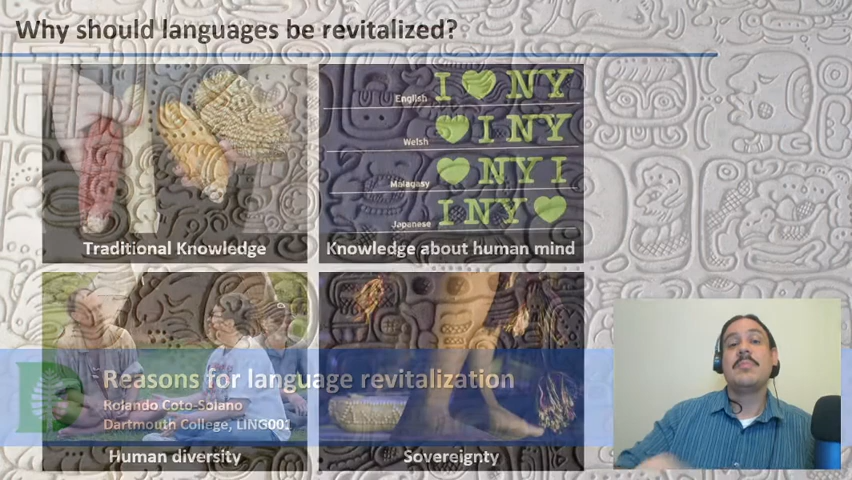 Why should languages be revitalized?
English I NY
Welsh I NY
Malagasy NY I
Japanese I NY
Traditional Knowledge
Knowledge about human mind
Reasons for language revitalization
Rolando Coto-Solano
Dartmouth College, LING001
Human diversity
Sovereignty